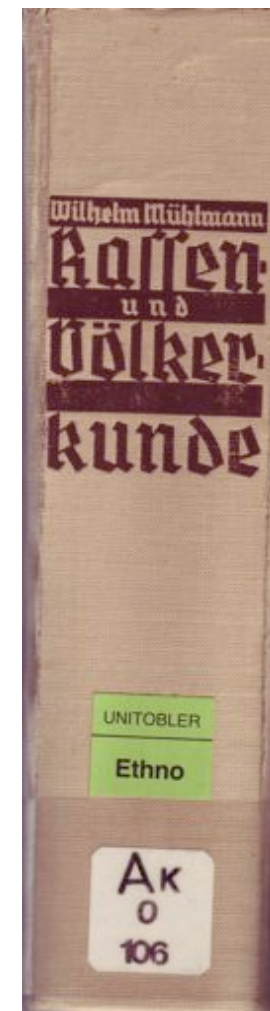 Wilhelm Mühlmann
Rassen-
und
Völker-
kunde
UNITOBLER
Ethno
AK
0
106